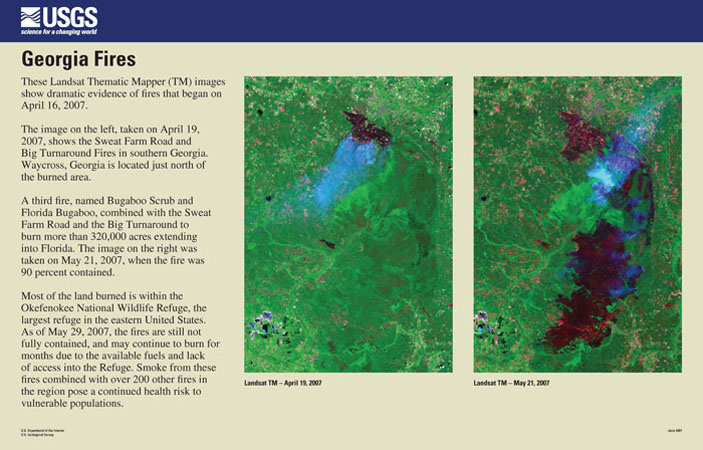 USGS
science for a changing world
Georgia Fires
These Landsat Thematic Mapper (TM) images
show dramatic evidence of fires that began on
April 16, 2007.
The image on the left, taken on April 19,
2007, shows the Sweat Farm Road and
Big Turnaround Fires in southern Georgia.
Waycross, Georgia is located just north of
the burned area.
A third fire, named Bugaboo Scrub and
Florida Bugaboo, combined with the Sweat
Farm Road and the Big Turnaround to
burn more than 320,000 acres extending
into Florida. The image on the right was
taken on May 21, 2007, when the fire was
90 percent contained.
Most of the land burned is within the
Okefenokee National Wildlife Refuge, the
largest refuge in the eastern United States.
As of May 29, 2007, the fires are still not
fully contained, and may continue to burn for
months due to the available fuels and lack
of access into the Refuge. Smoke from these
fires combined with over 200 other fires in
the region pose a continued health risk to
vulnerable populations.
Landsat TM – April 19, 2007
Landsat TM – May 21, 2007
U.S. Department of the Interior
U.S. Geological Survey
June 2007